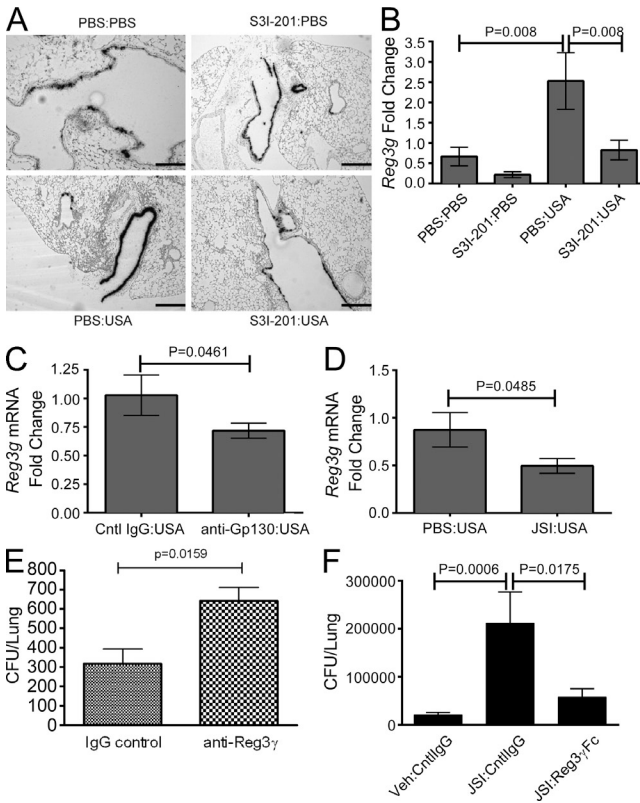 A
PBS:PBS
S3I-201:PBS
PBS:USA
S3I-201:USA
B
P=0.008
P=0.008
Reg3g Fold Change
3.5
3.0
2.5
2.0
1.5
1.0
0.5
0.0
PBS:PBS
S3I-201:PBS
PBS:USA
S3I-201:USA
C
P=0.0461
Reg3g mRNA
Fold Change
1.25
1.00
0.75
0.50
0.25
0.00
Cntl IgG:USA
anti-Gp130:USA
D
P=0.0485
Reg3g mRNA
Fold Change
1.5
1.0
0.5
0.0
PBS:USA
JSI:USA
E
p=0.0159
CFU/Lung
800
700
600
500
400
300
200
100
0
IgG control
anti-Reg3γ
F
P=0.0006
P=0.0175
CFU/Lung
300000
200000
100000
0
Veh:CntlIgG
JSI:CntlIgG
JSI:Reg3γFc